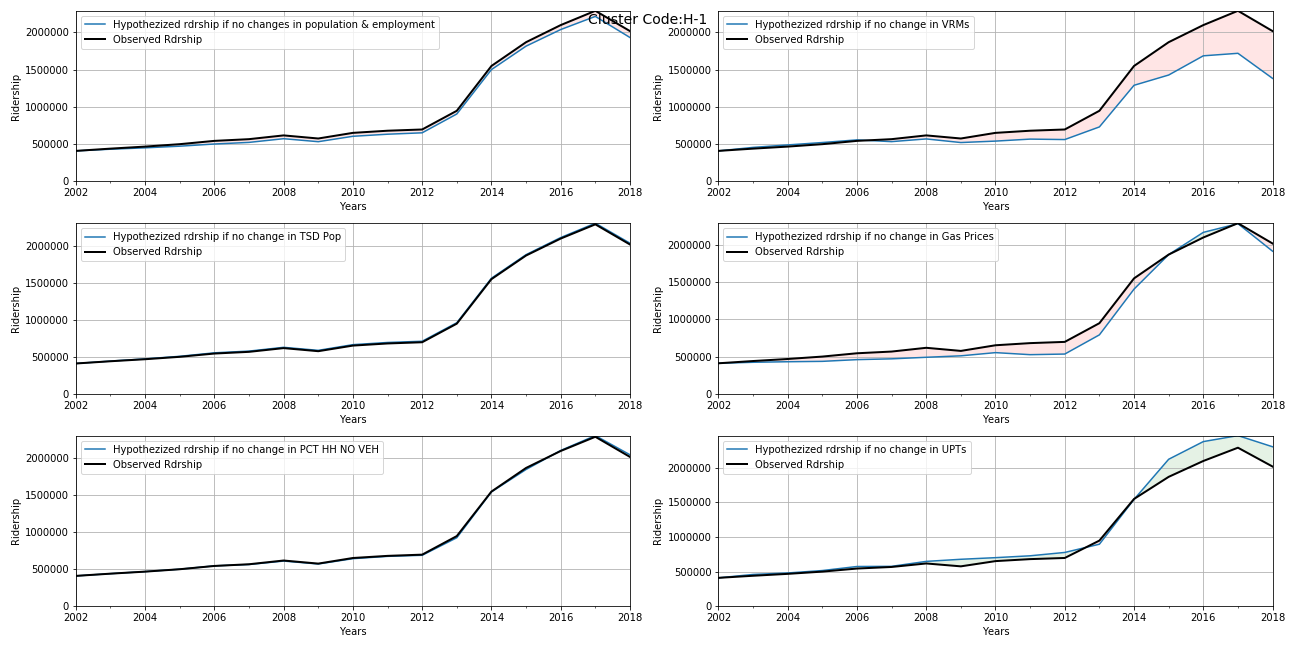 Cluster Code:H-1
Hypothezized rdrship if no changes in population & employment
Observed Rdrship
2000000
1500000
1000000
500000
0
Ridership
2002 2004 2006 2008 2010 2012 2014 2016 2018
Years
Hypothezized rdrship if no change in VRMs
Observed Rdrship
2000000
1500000
1000000
500000
0
Ridership
2002 2004 2006 2008 2010 2012 2014 2016 2018
Years
Hypothezized rdrship if no change in TSD Pop
Observed Rdrship
2000000
1500000
1000000
500000
0
Ridership
2002 2004 2006 2008 2010 2012 2014 2016 2018
Years
Hypothezized rdrship if no change in Gas Prices
Observed Rdrship
2000000
1500000
1000000
500000
0
Ridership
2002 2004 2006 2008 2010 2012 2014 2016 2018
Years
Hypothezized rdrship if no change in PCT HH NO VEH
Observed Rdrship
2000000
1500000
1000000
500000
0
Ridership
2002 2004 2006 2008 2010 2012 2014 2016 2018
Years
Hypothezized rdrship if no change in UPTs
Observed Rdrship
2000000
1500000
1000000
500000
0
Ridership
2002 2004 2006 2008 2010 2012 2014 2016 2018
Years